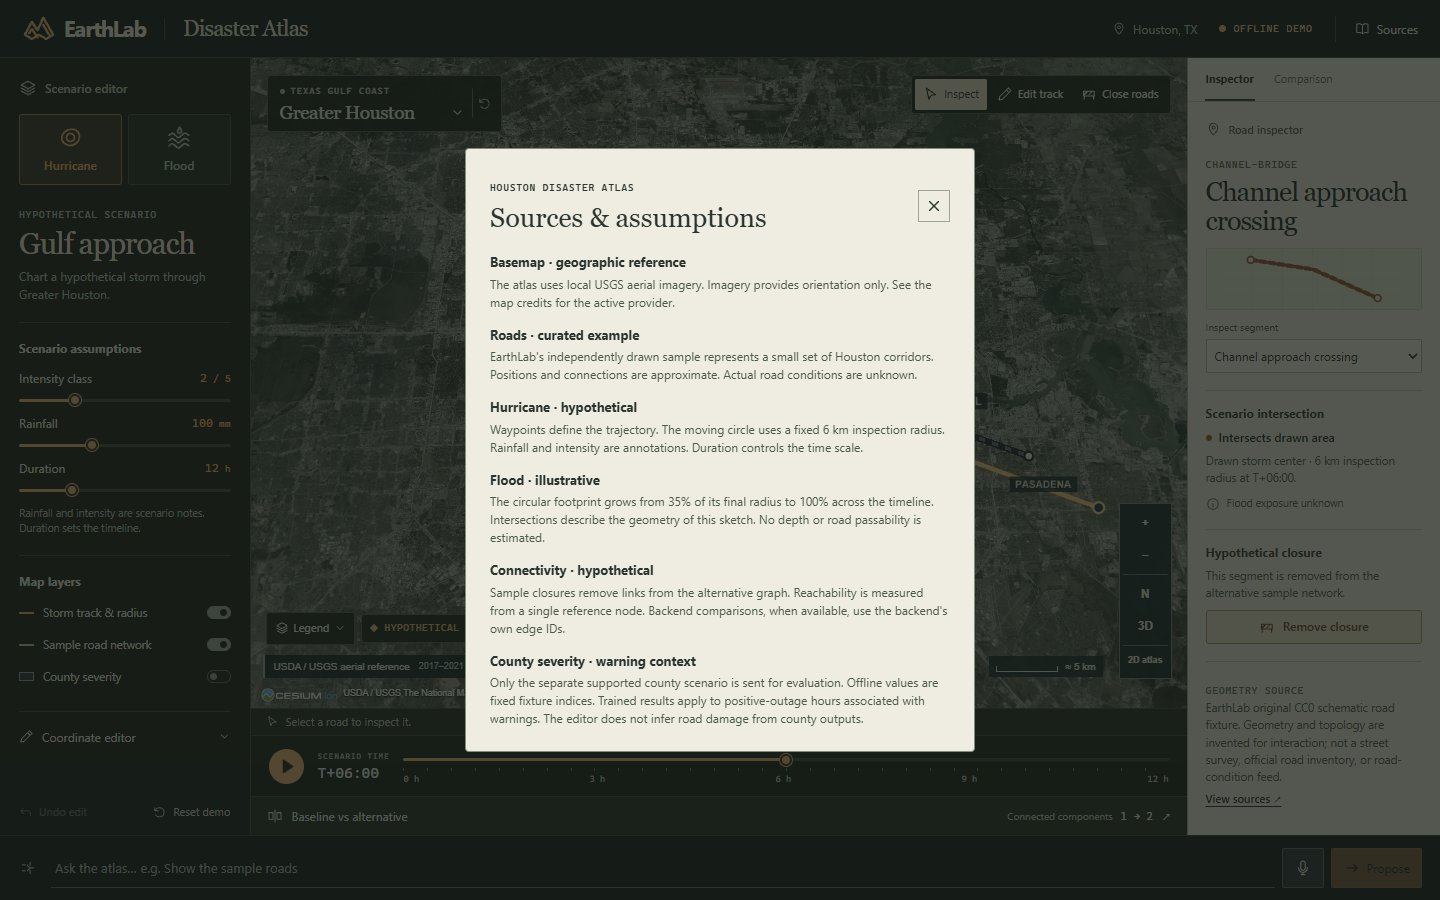 EarthLab
Disaster Atlas
Houston, TX
OFFLINE DEMO
Sources
Scenario editor
Hurricane
Flood
HYPOTHETICAL SCENARIO
Gulf approach
Chart a hypothetical storm through
Greater Houston.
Scenario assumptions
Intensity class 2 / 5
Rainfall 100 mm
Duration 12 h
Rainfall and intensity are scenario notes.
Duration sets the timeline.
Map layers
Storm track & radius
Sample road network
County severity
Coordinate editor
Undo edit
Reset demo
TEXAS GULF COAST
Greater Houston
Inspect
Edit track
Close roads
HOUSTON DISASTER ATLAS
Sources & assumptions
Basemap · geographic reference
The atlas uses local USGS aerial imagery. Imagery provides orientation only. See the
map credits for the active provider.
Roads · curated example
EarthLab's independently drawn sample represents a small set of Houston corridors.
Positions and connections are approximate. Actual road conditions are unknown.
Hurricane · hypothetical
Waypoints define the trajectory. The moving circle uses a fixed 6 km inspection radius.
Rainfall and intensity are annotations. Duration controls the time scale.
Flood · illustrative
The circular footprint grows from 35% of its final radius to 100% across the timeline.
Intersections describe the geometry of this sketch. No depth or road passability is
estimated.
Connectivity · hypothetical
Sample closures remove links from the alternative graph. Reachability is measured
from a single reference node. Backend comparisons, when available, use the backend's
own edge IDs.
County severity · warning context
Only the separate supported county scenario is sent for evaluation. Offline values are
fixed fixture indices. Trained results apply to positive-outage hours associated with
warnings. The editor does not infer road damage from county outputs.
PASADENA
+
−
N
3D
2D atlas
≈ 5 km
Legend
HYPOTHETICAL
USDA / USGS aerial reference 2017–2021
CESIUM ion
USDA / USGS The National M
Select a road to inspect it.
SCENARIO TIME
T+06:00
0 h
3 h
6 h
9 h
12 h
Baseline vs alternative
Connected components 1 → 2 ↗
Inspector
Comparison
Road inspector
CHANNEL-BRIDGE
Channel approach
crossing
Inspect segment
Channel approach crossing
Scenario intersection
Intersects drawn area
Drawn storm center · 6 km inspection
radius at T+06:00.
Flood exposure unknown
Hypothetical closure
This segment is removed from the
alternative sample network.
Remove closure
GEOMETRY SOURCE
EarthLab original CC0 schematic road
fixture. Geometry and topology are
invented for interaction; not a street
survey, official road inventory, or road-
condition feed.
View sources ↗
Ask the atlas... e.g. Show the sample roads
→ Propose